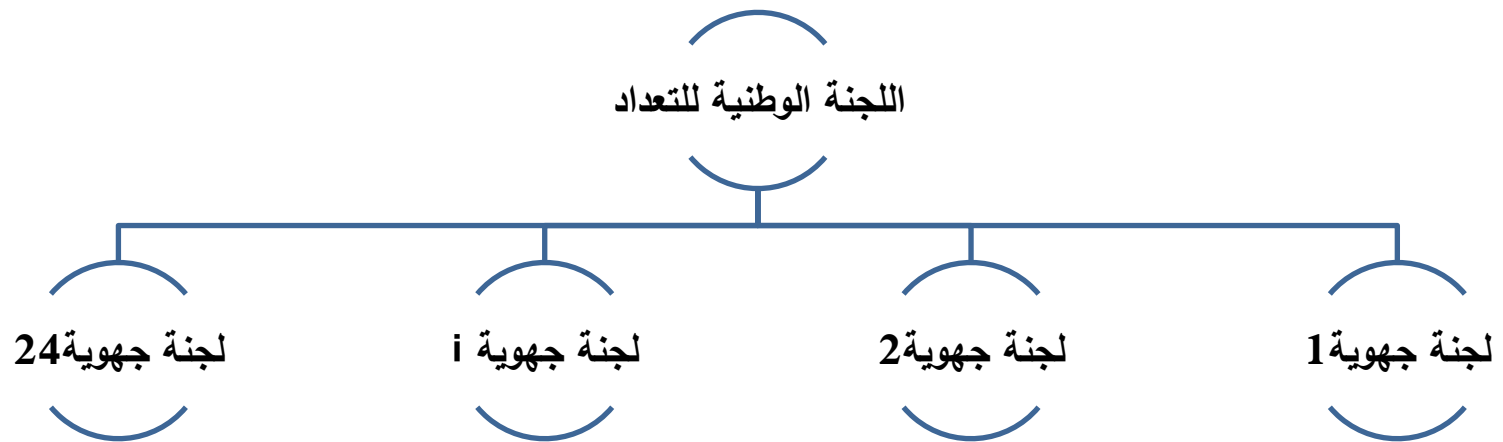 اللجنة الوطنية للتعداد
لجنة جهوية1
لجنة جهوية2
لجنة جهوية i
لجنة جهوية24